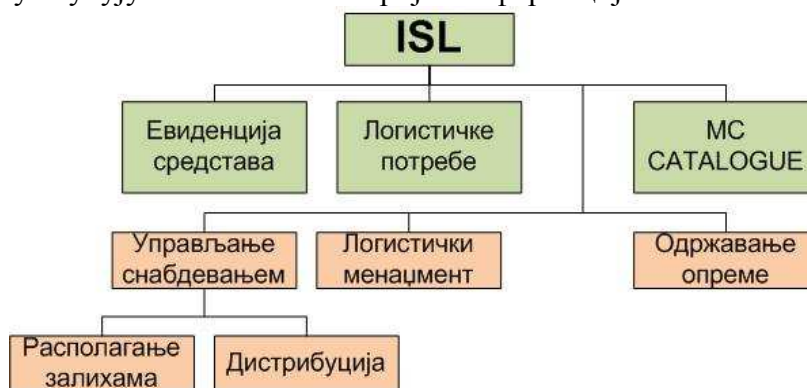 ISL
Евиденција
средстава
Логистичке
потребе
MC
CATALOGUE
Управљање
снабдевањем
Логистички
менаџмент
Одржавање
опреме
Располагање
залихама
Дистрибуција